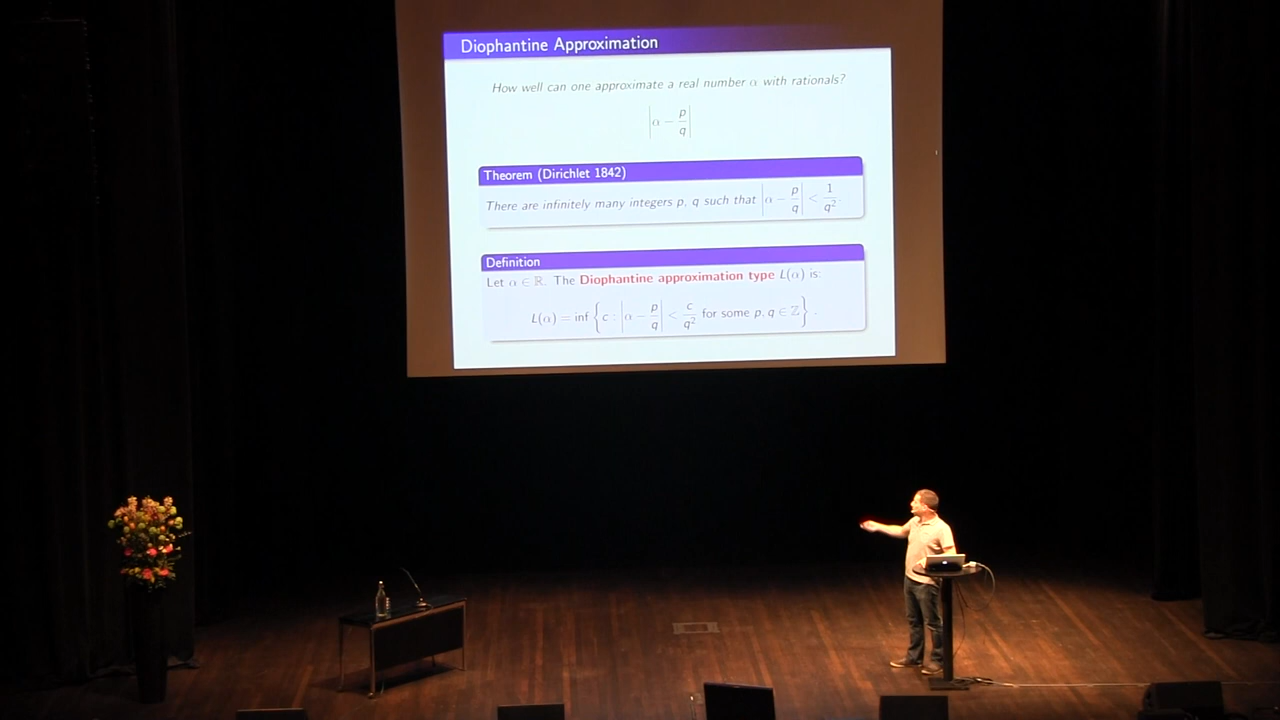 Diophantine Approximation
How well can one approximate a real number α with rationals?
|α − p/q|
Theorem (Dirichlet 1842)
There are infinitely many integers p, q such that |α − p/q| < 1/q².
Definition
Let α ∈ ℝ. The Diophantine approximation type L(α) is:
L(α) = inf { c : |α − p/q| < c/q² for some p, q ∈ ℤ } .